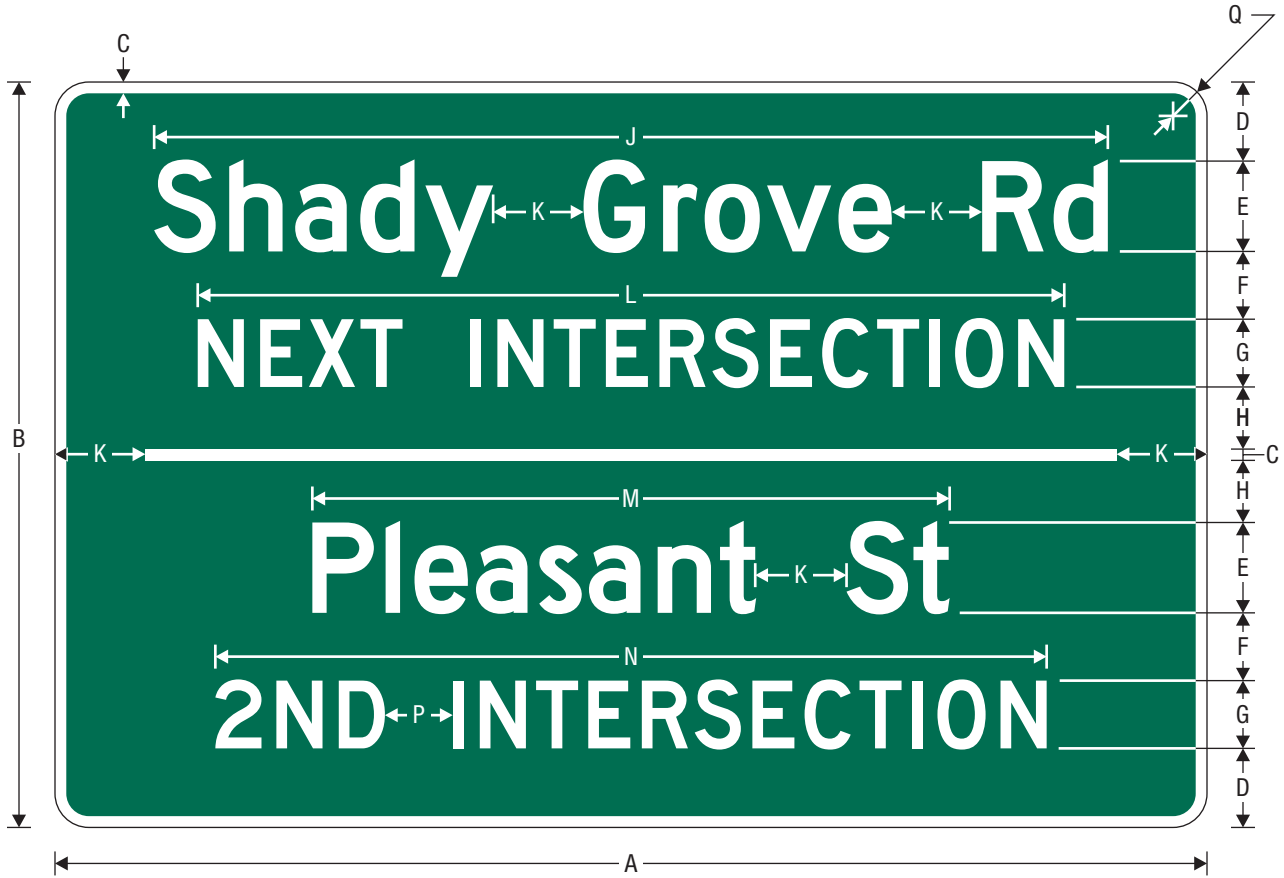 Q
C
D
J
Shady Grove Rd
K K
E
F
L
NEXT INTERSECTION
G
H
B
K K
C
H
M
Pleasant St
K
E
F
N
2ND INTERSECTION
P
G
D
A